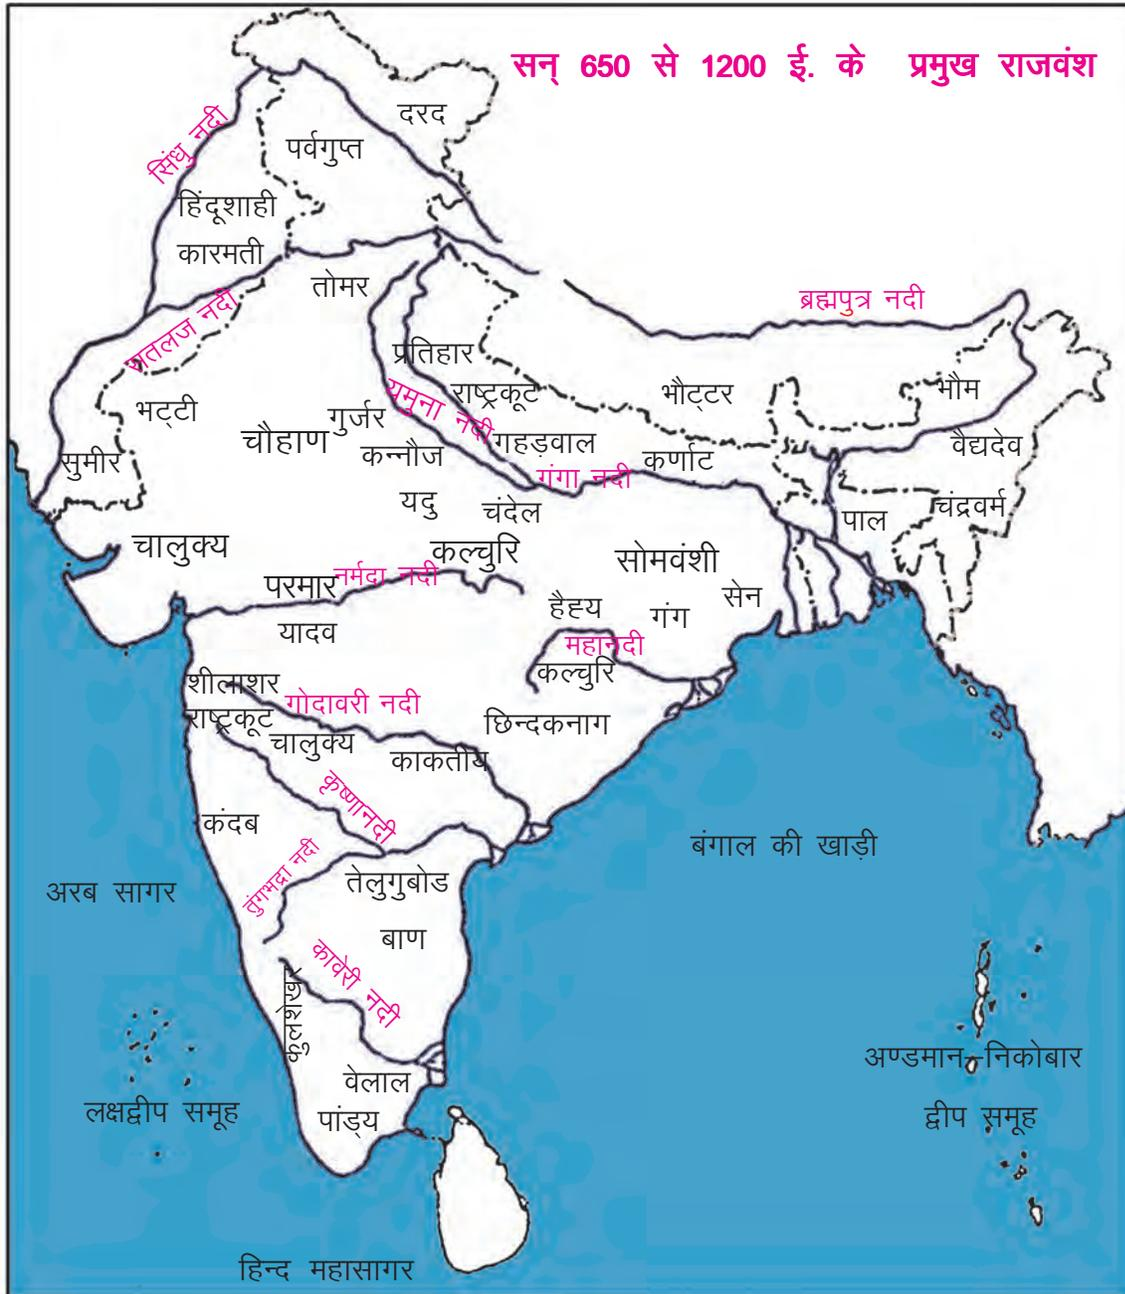 सन् 650 से 1200 ई. के प्रमुख राजवंश
दरद
पर्वगुप्त
सिंधु नदी
हिंदूशाही
कारमती
तोमर
ब्रह्मपुत्र नदी
सतलज नदी
प्रतिहार
राष्ट्रकूट
भौट्टर
भौम
भट्टी
यमुना नदी
गुर्जर
चौहाण
गहड़वाल
वैद्यदेव
कन्नौज
सुमीर
कर्णाट
गंगा नदी
यदु
चंदेल
पाल
चंद्रवर्म
चालुक्य
कल्चुरि
सोमवंशी
परमार
नर्मदा नदी
सेन
हैह्य
गंग
यादव
महानदी
कल्चुरि
शीलाशर
गोदावरी नदी
राष्ट्रकूट
छिन्दकनाग
चालुक्य
काकतीय
कृष्णानदी
कंदब
बंगाल की खाड़ी
तुंगभद्रा नदी
तेलुगुबोड
अरब सागर
बाण
कावेरी नदी
कुलशेखर
अण्डमान-निकोबार
द्वीप समूह
वेलाल
लक्षद्वीप समूह
पांड्य
हिन्द महासागर